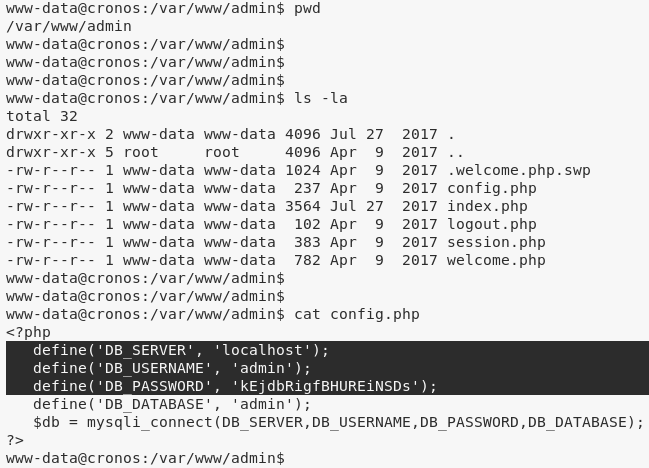 www-data@cronos:/var/www/admin$ pwd
/var/www/admin
www-data@cronos:/var/www/admin$
www-data@cronos:/var/www/admin$
www-data@cronos:/var/www/admin$
www-data@cronos:/var/www/admin$ ls -la
total 32
drwxr-xr-x 2 www-data www-data 4096 Jul 27  2017 .
drwxr-xr-x 5 root     root     4096 Apr  9  2017 ..
-rw-r--r-- 1 www-data www-data 1024 Apr  9  2017 .welcome.php.swp
-rw-r--r-- 1 www-data www-data  237 Apr  9  2017 config.php
-rw-r--r-- 1 www-data www-data 3564 Jul 27  2017 index.php
-rw-r--r-- 1 www-data www-data  102 Apr  9  2017 logout.php
-rw-r--r-- 1 www-data www-data  383 Apr  9  2017 session.php
-rw-r--r-- 1 www-data www-data  782 Apr  9  2017 welcome.php
www-data@cronos:/var/www/admin$
www-data@cronos:/var/www/admin$
www-data@cronos:/var/www/admin$ cat config.php
<?php
   define('DB_SERVER', 'localhost');
   define('DB_USERNAME', 'admin');
   define('DB_PASSWORD', 'kEjdbRigfBHUREiNSDs');
   define('DB_DATABASE', 'admin');
   $db = mysqli_connect(DB_SERVER,DB_USERNAME,DB_PASSWORD,DB_DATABASE);
?>
www-data@cronos:/var/www/admin$